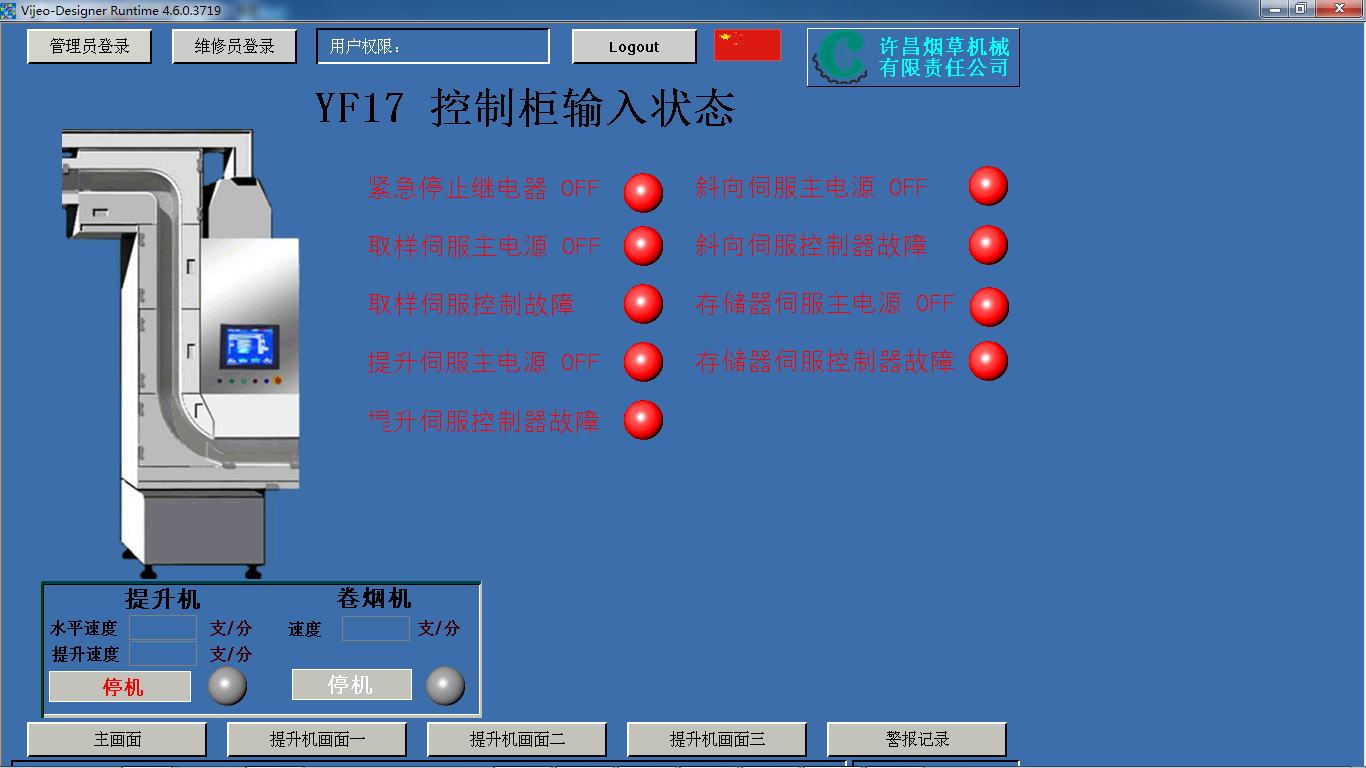 Vijeo-Designer Runtime 4.6.0.3719
管理员登录 维修员登录 用户权限： Logout
许昌烟草机械
有限责任公司
YF17 控制柜输入状态
紧急停止继电器 OFF 斜向伺服主电源 OFF
取样伺服主电源 OFF 斜向伺服控制器故障
取样伺服控制故障 存储器伺服主电源 OFF
提升伺服主电源 OFF 存储器伺服控制器故障
提升伺服控制器故障
提升机 卷烟机
水平速度 支/分 速度 支/分
提升速度 支/分
停机 停机
主画面 提升机画面一 提升机画面二 提升机画面三 警报记录